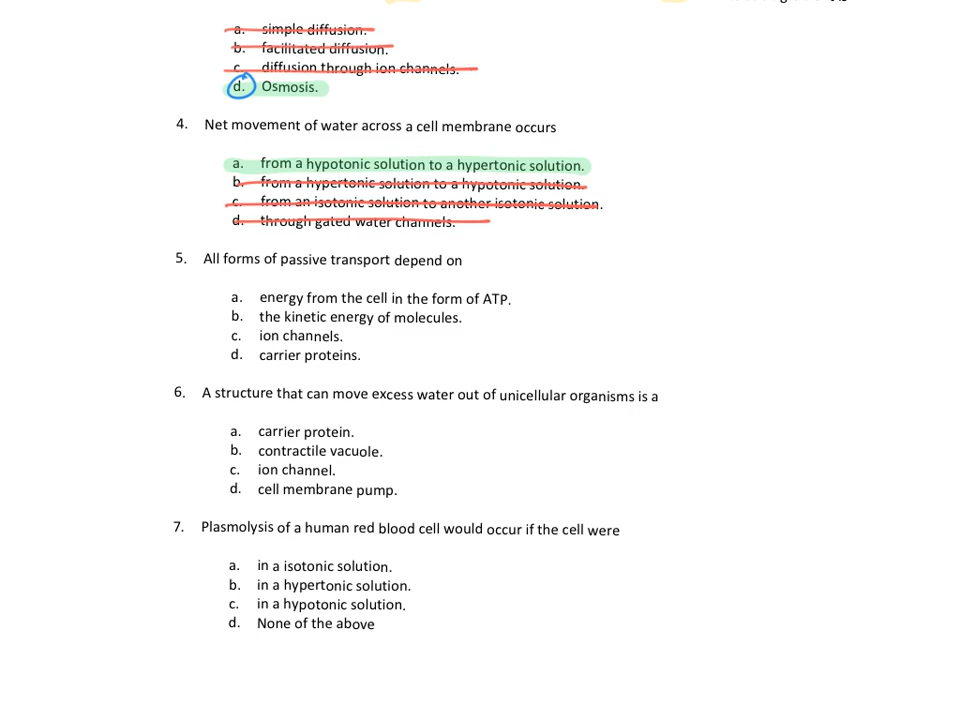 a. simple diffusion.
b. facilitated diffusion.
c. diffusion through ion channels.
d. Osmosis.
4. Net movement of water across a cell membrane occurs
a. from a hypotonic solution to a hypertonic solution.
b. from a hypertonic solution to a hypotonic solution.
c. from an isotonic solution to another isotonic solution.
d. through gated water channels.
5. All forms of passive transport depend on
a. energy from the cell in the form of ATP.
b. the kinetic energy of molecules.
c. ion channels.
d. carrier proteins.
6. A structure that can move excess water out of unicellular organisms is a
a. carrier protein.
b. contractile vacuole.
c. ion channel.
d. cell membrane pump.
7. Plasmolysis of a human red blood cell would occur if the cell were
a. in a isotonic solution.
b. in a hypertonic solution.
c. in a hypotonic solution.
d. None of the above